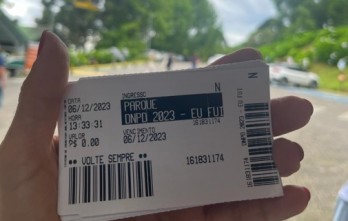 DATA INGRESSO N
06/12/2023 PARQUE
HORA DNPD 2023 - EU FUI
13:33:31
VALOR VENCIMENTO
P$ 0.00 06/12/2023
** VOLTE SEMPRE ** 161831174
N
161831174